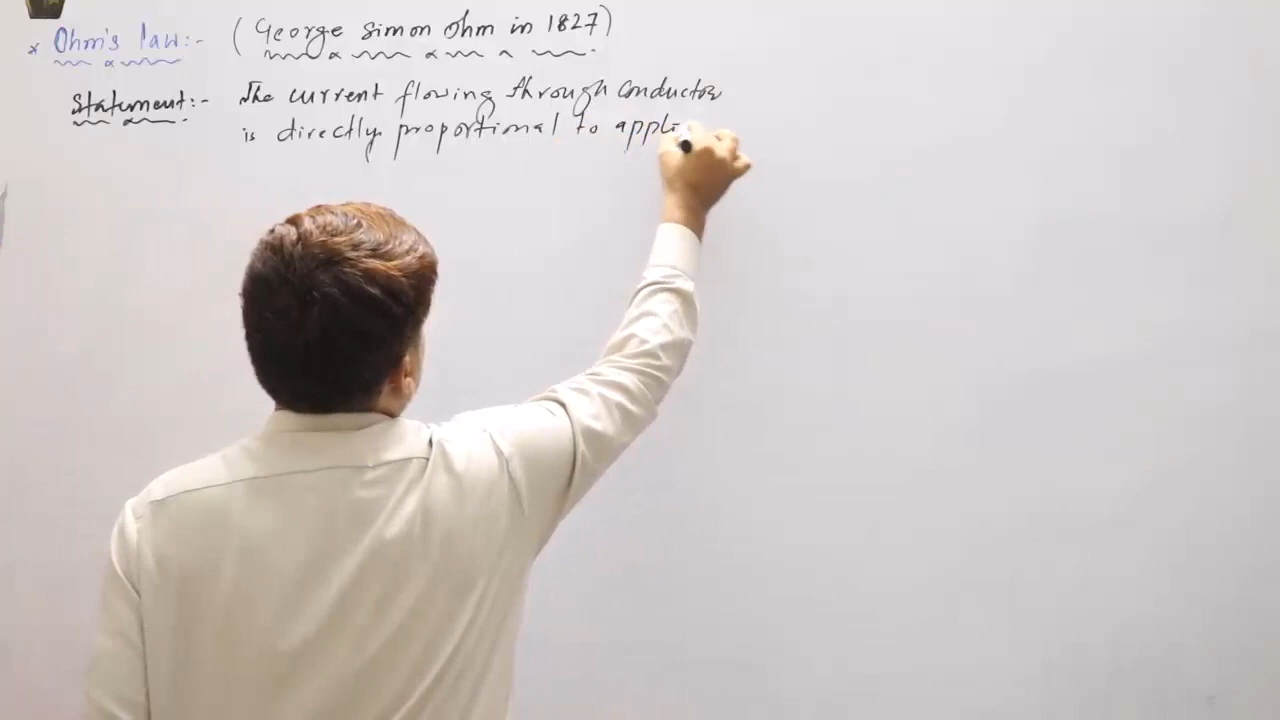 * Ohm's law:- (George Simon Ohm in 1827)
Statement:- The current flowing through conductor
is directly proportional to appli